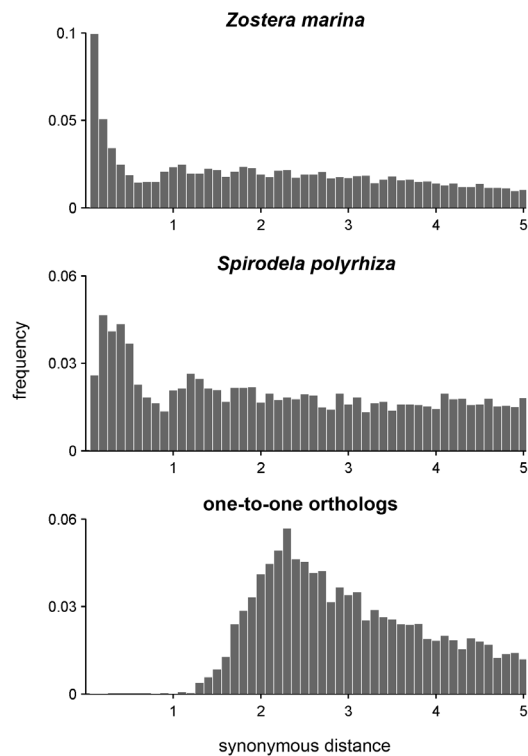 Zostera marina
0.1
0.05
0
1 2 3 4 5
Spirodela polyrhiza
0.06
0.03
0
1 2 3 4 5
frequency
one-to-one orthologs
0.06
0.03
0
1 2 3 4 5
synonymous distance